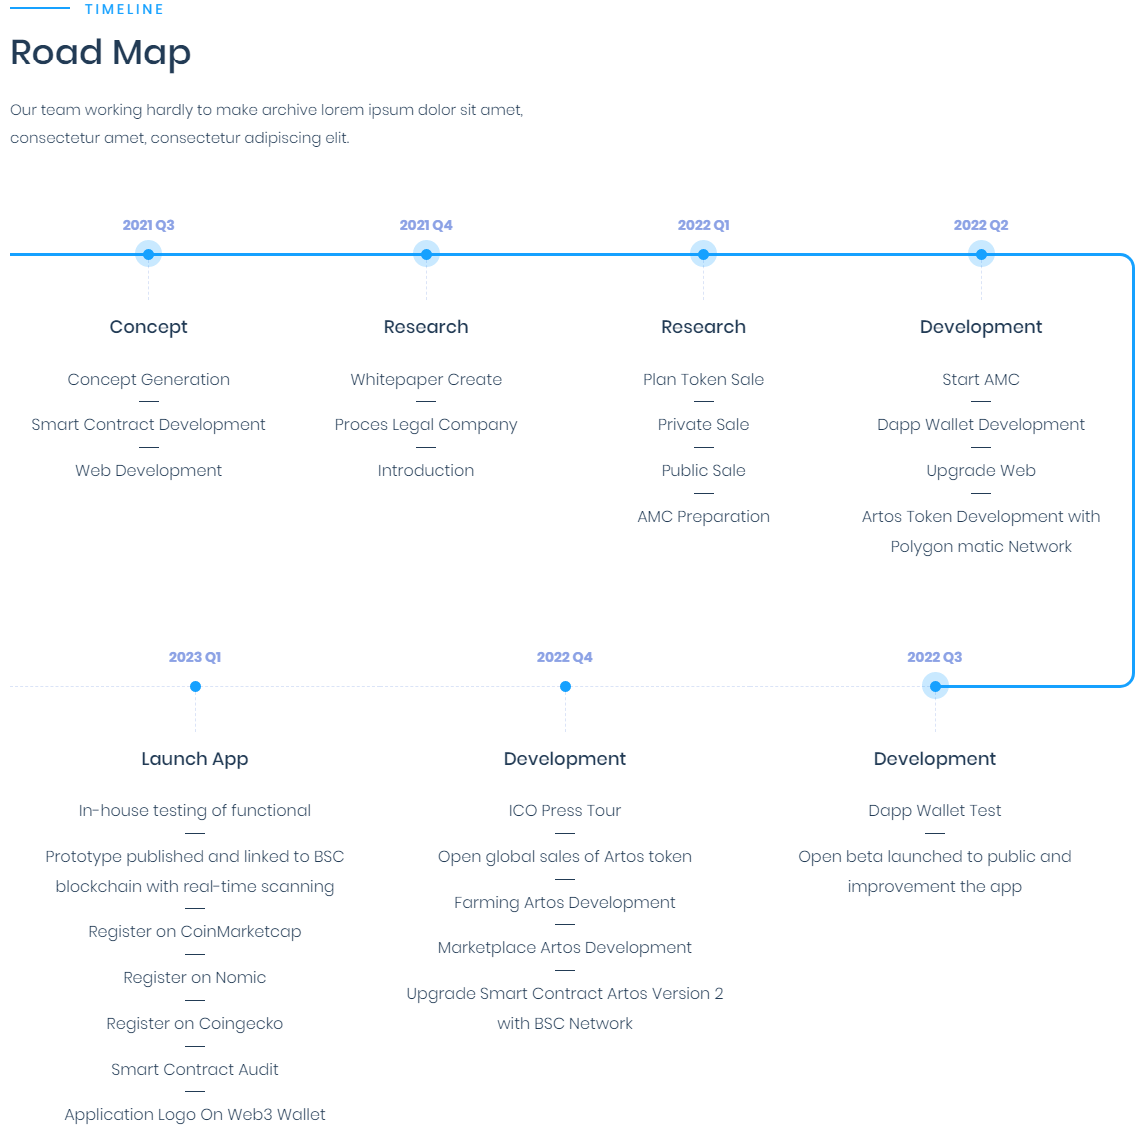 TIMELINE
Road Map
Our team working hardly to make archive lorem ipsum dolor sit amet,
consectetur amet, consectetur adipiscing elit.
2021 Q3
Concept
Concept Generation
Smart Contract Development
Web Development
2021 Q4
Research
Whitepaper Create
Proces Legal Company
Introduction
2022 Q1
Research
Plan Token Sale
Private Sale
Public Sale
AMC Preparation
2022 Q2
Development
Start AMC
Dapp Wallet Development
Upgrade Web
Artos Token Development with
Polygon matic Network
2023 Q1
Launch App
In-house testing of functional
Prototype published and linked to BSC
blockchain with real-time scanning
Register on CoinMarketcap
Register on Nomic
Register on Coingecko
Smart Contract Audit
Application Logo On Web3 Wallet
2022 Q4
Development
ICO Press Tour
Open global sales of Artos token
Farming Artos Development
Marketplace Artos Development
Upgrade Smart Contract Artos Version 2
with BSC Network
2022 Q3
Development
Dapp Wallet Test
Open beta launched to public and
improvement the app